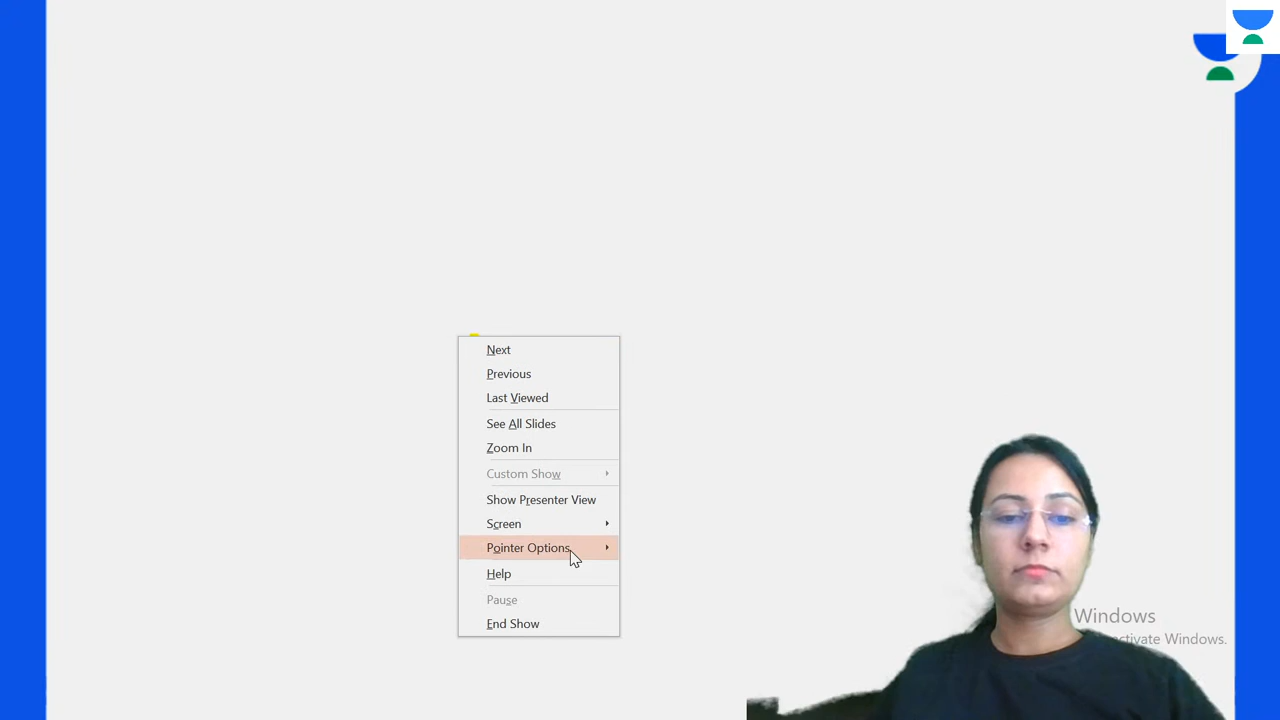 Next
Previous
Last Viewed
See All Slides
Zoom In
Custom Show
Show Presenter View
Screen
Pointer Options
Help
Pause
End Show
Windows
activate Windows.